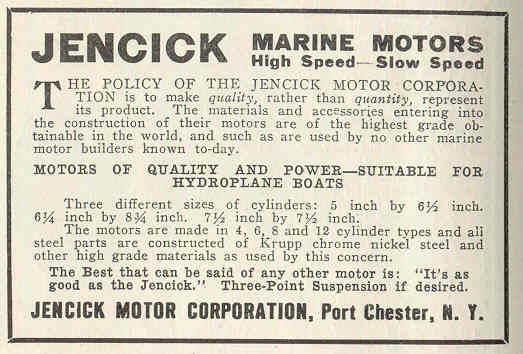 JENCICK MARINE MOTORS
High Speed—Slow Speed
THE POLICY OF THE JENCICK MOTOR CORPORA-
TION is to make quality, rather than quantity, represent
its product. The materials and accessories entering into
the construction of their motors are of the highest grade ob-
tainable in the world, and such as are used by no other marine
motor builders known to-day.
MOTORS OF QUALITY AND POWER—SUITABLE FOR
HYDROPLANE BOATS
Three different sizes of cylinders: 5 inch by 6½ inch.
6¼ inch by 8¾ inch. 7½ inch by 7½ inch.
The motors are made in 4, 6, 8 and 12 cylinder types and all
steel parts are constructed of Krupp chrome nickel steel and
other high grade materials as used by this concern.
The Best that can be said of any other motor is: "It's as
good as the Jencick." Three-Point Suspension if desired.
JENCICK MOTOR CORPORATION, Port Chester, N. Y.